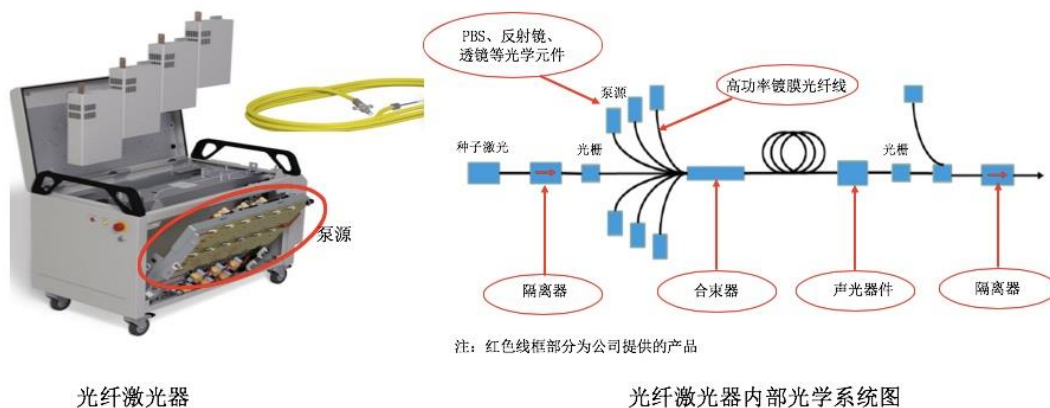 PBS、反射镜、
透镜等光学元件
泵源
高功率镀膜光纤线
种子激光
光栅
光栅
泵源
隔离器
合束器
声光器件
隔离器
注：红色线框部分为公司提供的产品
光纤激光器
光纤激光器内部光学系统图